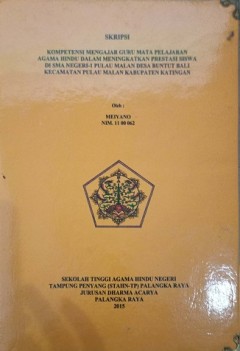 SKRIPSI
KOMPETENSI MENGAJAR GURU MATA PELAJARAN
AGAMA HINDU DALAM MENINGKATKAN PRESTASI SISWA
DI SMA NEGERI-1 PULAU MALAN DESA BUNTUT BALI
KECAMATAN PULAU MALAN KABUPATEN KATINGAN
Oleh :
MEIYANO
NIM. 11 00 062
SEKOLAH TINGGI AGAMA HINDU NEGERI
TAMPUNG PENYANG (STAHN-TP) PALANGKA RAYA
JURUSAN DHARMA ACARYA
PALANGKA RAYA
2015